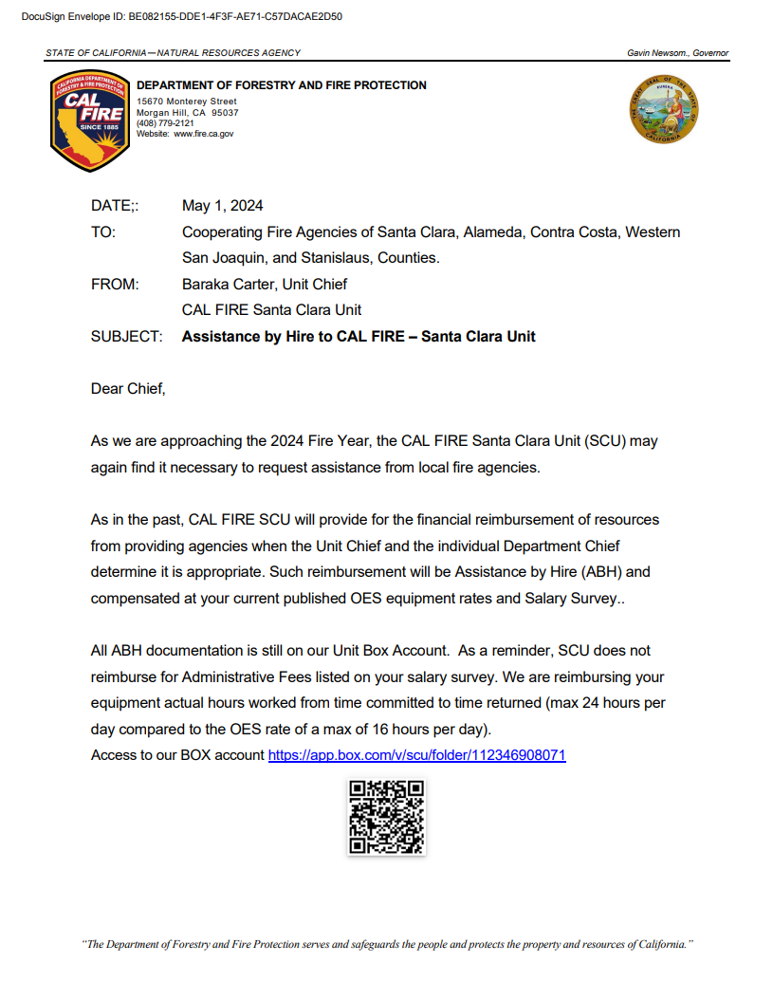 DocuSign Envelope ID: BE082155-DDE1-4F3F-AE71-C57DACAE2D50
STATE OF CALIFORNIA—NATURAL RESOURCES AGENCY
Gavin Newsom., Governor
CALIFORNIA DEPARTMENT OF
FORESTRY & FIRE PROTECTION
CAL
FIRE
SINCE 1885
DEPARTMENT OF FORESTRY AND FIRE PROTECTION
15670 Monterey Street
Morgan Hill, CA  95037
(408) 779-2121
Website:  www.fire.ca.gov
THE GREAT SEAL OF THE STATE OF CALIFORNIA
EUREKA
DATE;: May 1, 2024
TO: Cooperating Fire Agencies of Santa Clara, Alameda, Contra Costa, Western
San Joaquin, and Stanislaus, Counties.
FROM: Baraka Carter, Unit Chief
CAL FIRE Santa Clara Unit
SUBJECT: Assistance by Hire to CAL FIRE – Santa Clara Unit
Dear Chief,
As we are approaching the 2024 Fire Year, the CAL FIRE Santa Clara Unit (SCU) may
again find it necessary to request assistance from local fire agencies.
As in the past, CAL FIRE SCU will provide for the financial reimbursement of resources
from providing agencies when the Unit Chief and the individual Department Chief
determine it is appropriate. Such reimbursement will be Assistance by Hire (ABH) and
compensated at your current published OES equipment rates and Salary Survey..
All ABH documentation is still on our Unit Box Account.  As a reminder, SCU does not
reimburse for Administrative Fees listed on your salary survey. We are reimbursing your
equipment actual hours worked from time committed to time returned (max 24 hours per
day compared to the OES rate of a max of 16 hours per day).
Access to our BOX account https://app.box.com/v/scu/folder/112346908071
“The Department of Forestry and Fire Protection serves and safeguards the people and protects the property and resources of California.”